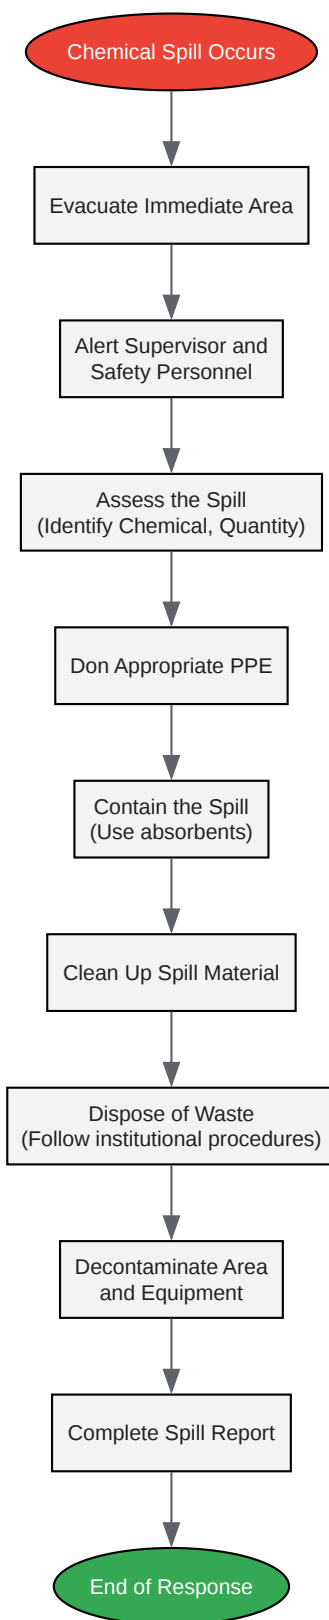 Chemical Spill Occurs
Evacuate Immediate Area
Alert Supervisor and
Safety Personnel
Assess the Spill
(Identify Chemical, Quantity)
Don Appropriate PPE
Contain the Spill
(Use absorbents)
Clean Up Spill Material
Dispose of Waste
(Follow institutional procedures)
Decontaminate Area
and Equipment
Complete Spill Report
End of Response